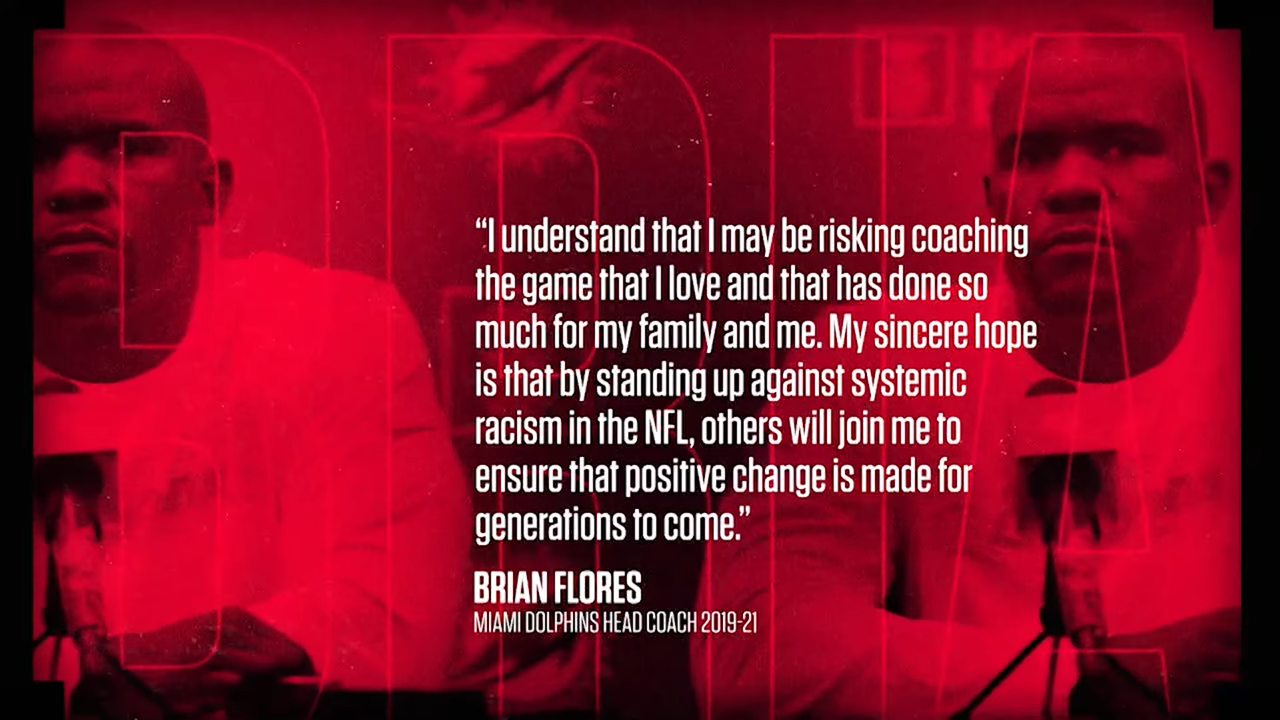 “I understand that I may be risking coaching
the game that I love and that has done so
much for my family and me. My sincere hope
is that by standing up against systemic
racism in the NFL, others will join me to
ensure that positive change is made for
generations to come.”
BRIAN FLORES
MIAMI DOLPHINS HEAD COACH 2019-21